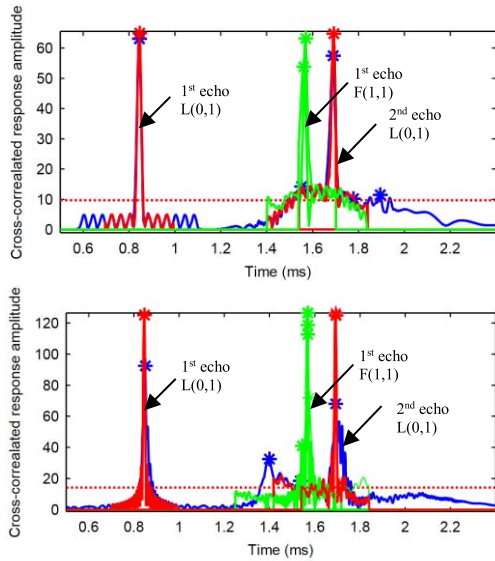 Cross-correalated response amplitude
60
50
40
30
20
10
0
1st echo
L(0,1)
1st echo
F(1,1)
2nd echo
L(0,1)
0.6 0.8 1 1.2 1.4 1.6 1.8 2 2.2
Time (ms)
Cross-correalated response amplitude
120
100
80
60
40
20
0
1st echo
L(0,1)
1st echo
F(1,1)
2nd echo
L(0,1)
0.6 0.8 1 1.2 1.4 1.6 1.8 2 2.2
Time (ms)